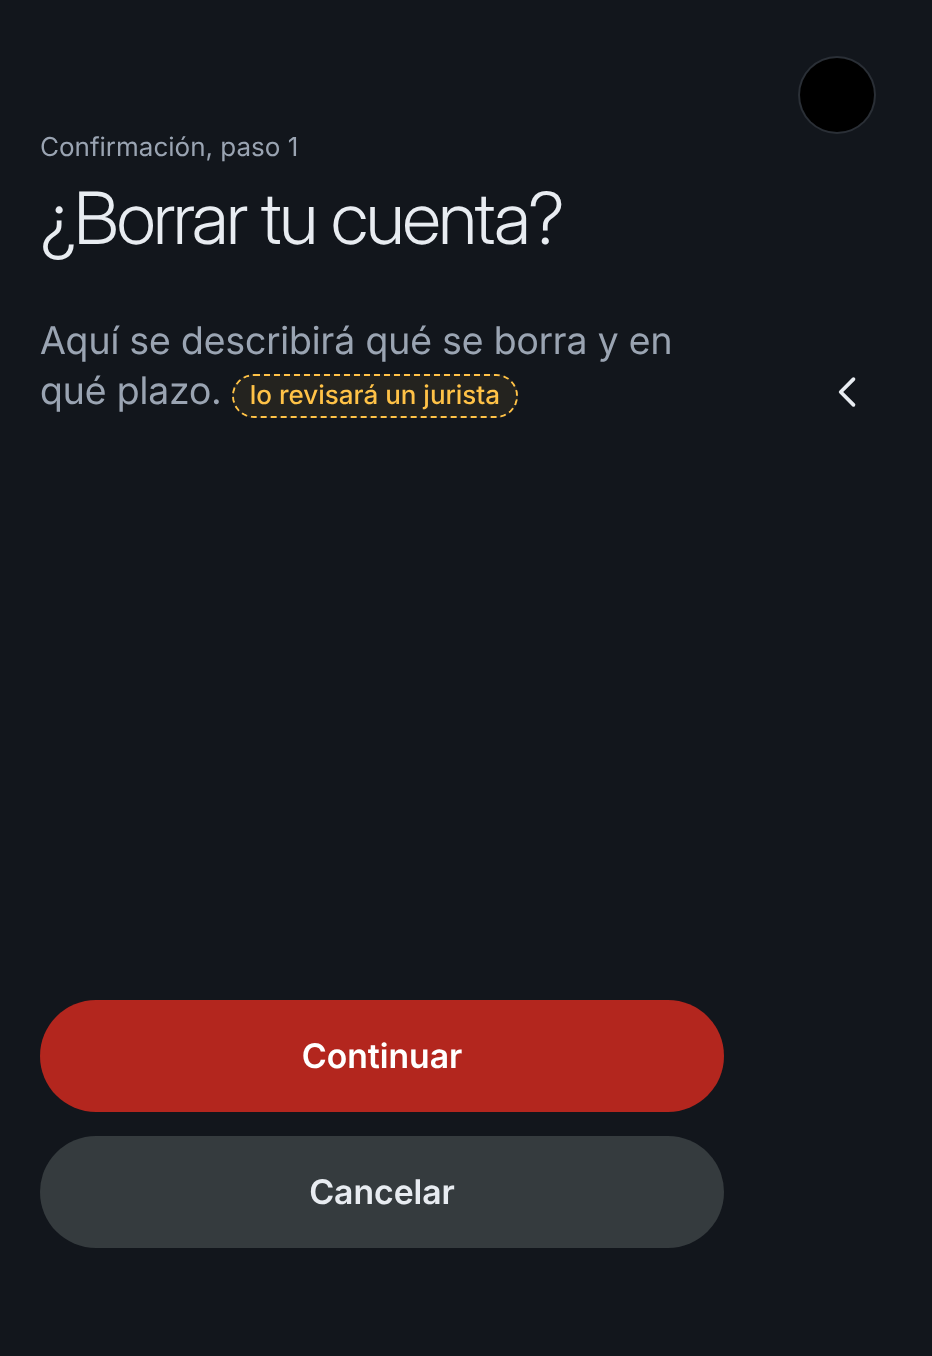 Confirmación, paso 1
¿Borrar tu cuenta?
Aquí se describirá qué se borra y en
qué plazo. lo revisará un jurista
Continuar
Cancelar